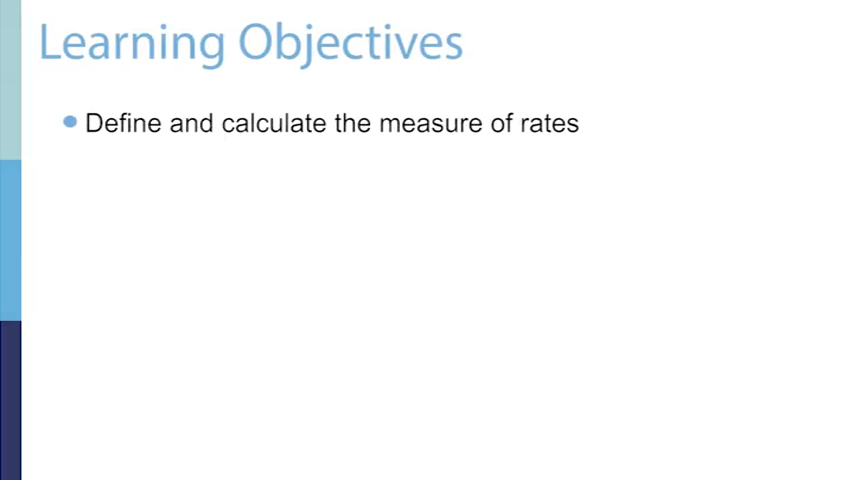 Learning Objectives
Define and calculate the measure of rates